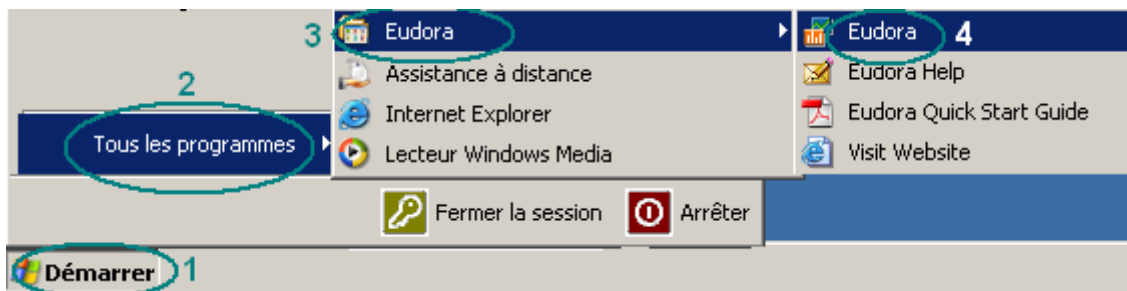 3 Eudora
Eudora 4
Assistance à distance
Eudora Help
2
Internet Explorer
Eudora Quick Start Guide
Tous les programmes
Lecteur Windows Media
Visit Website
Fermer la session
Arrêter
Démarrer 1